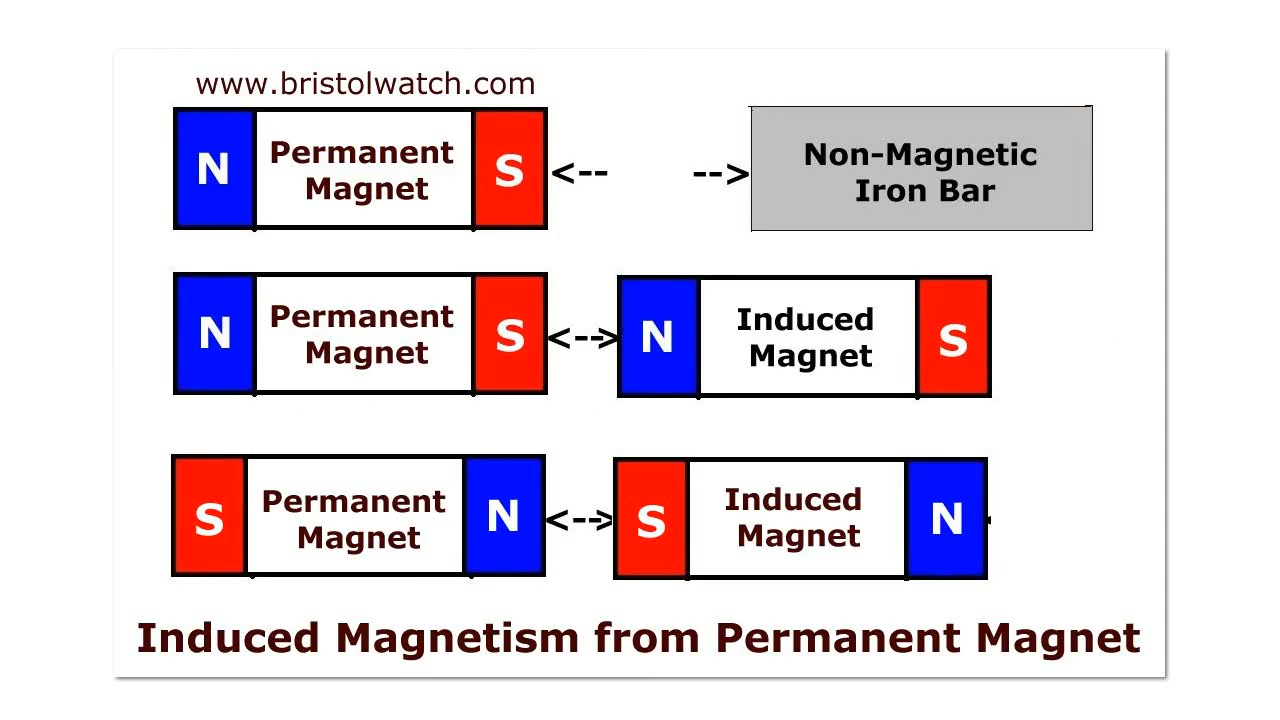 www.bristolwatch.com
N Permanent Magnet S <-- --> Non-Magnetic Iron Bar
N Permanent Magnet S <--> N Induced Magnet S
S Permanent Magnet N <--> S Induced Magnet N
Induced Magnetism from Permanent Magnet